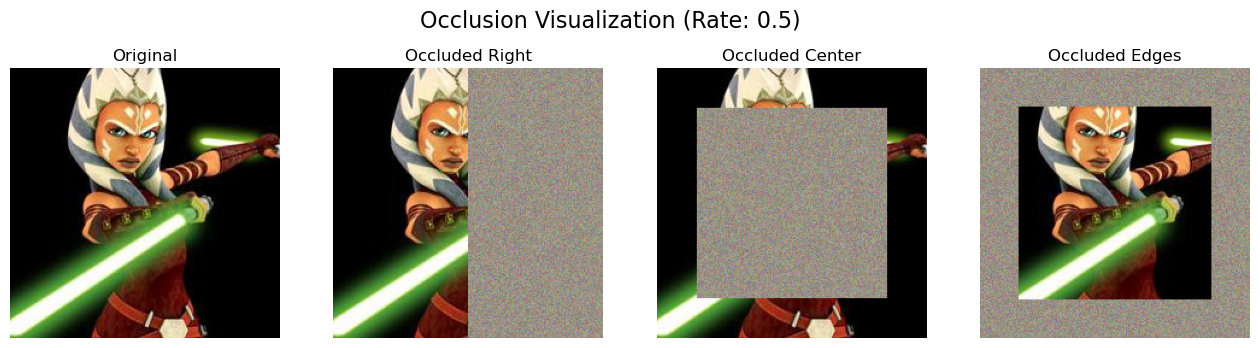 Occlusion Visualization (Rate: 0.5)
Original
Occluded Right
Occluded Center
Occluded Edges